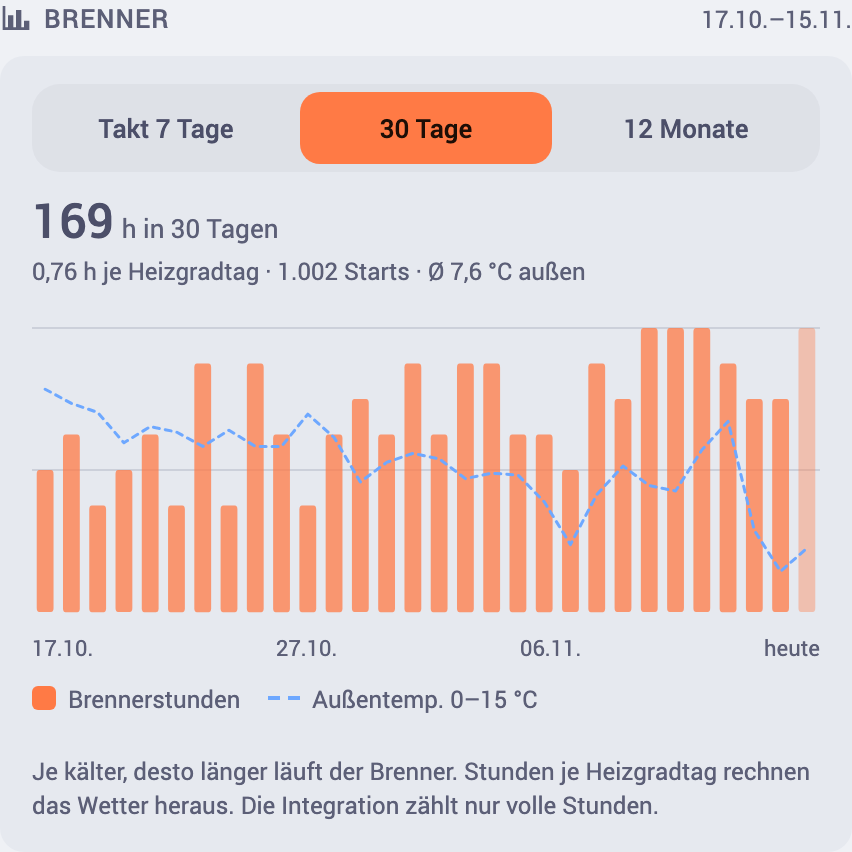 BRENNER
17.10.–15.11.
Takt 7 Tage
30 Tage
12 Monate
169 h in 30 Tagen
0,76 h je Heizgradtag · 1.002 Starts · Ø 7,6 °C außen
17.10.
27.10.
06.11.
heute
Brennerstunden
Außentemp. 0–15 °C
Je kälter, desto länger läuft der Brenner. Stunden je Heizgradtag rechnen
das Wetter heraus. Die Integration zählt nur volle Stunden.